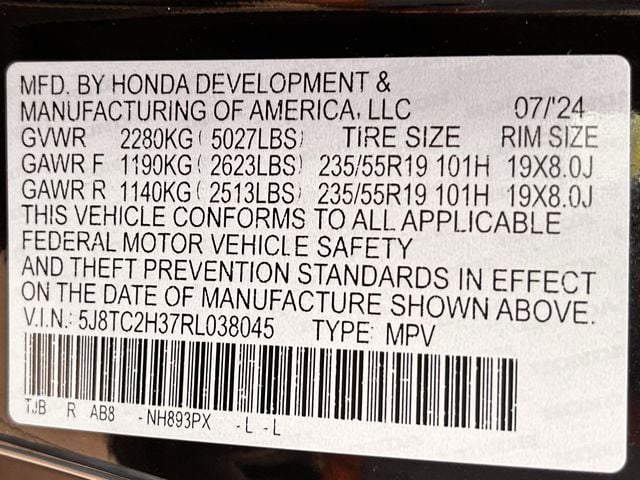 MFD. BY HONDA DEVELOPMENT &
MANUFACTURING OF AMERICA, LLC 07/'24
GVWR 2280KG( 5027LBS) TIRE SIZE RIM SIZE
GAWR F 1190KG( 2623LBS) 235/55R19 101H 19X8.0J
GAWR R 1140KG( 2513LBS) 235/55R19 101H 19X8.0J
THIS VEHICLE CONFORMS TO ALL APPLICABLE
FEDERAL MOTOR VEHICLE SAFETY
AND THEFT PREVENTION STANDARDS IN EFFECT
ON THE DATE OF MANUFACTURE SHOWN ABOVE.
V.I.N.: 5J8TC2H37RL038045 TYPE: MPV
TJB R AB8 -NH893PX -L -L